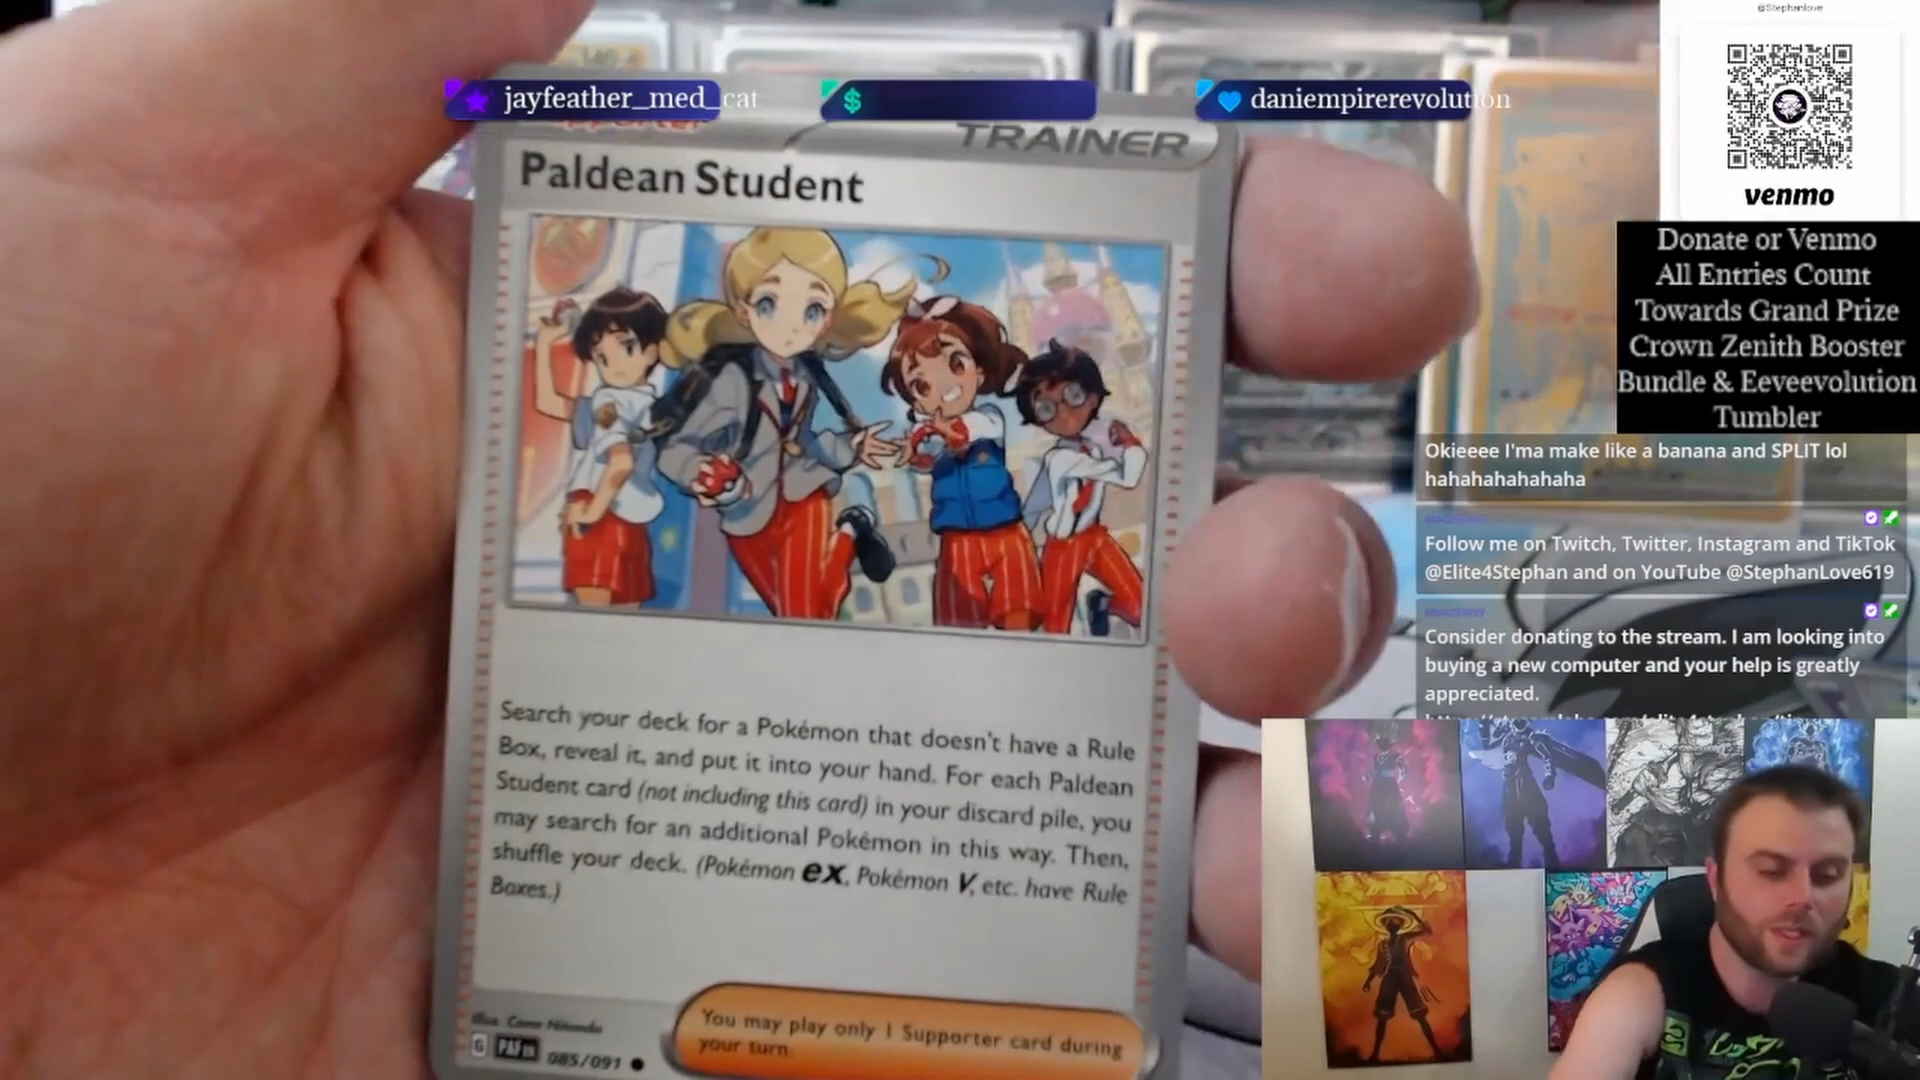 @Stephanlove
venmo
jayfeather_med_cat
$
daniempirerevolution
TRAINER
Paldean Student
Donate or Venmo
All Entries Count
Towards Grand Prize
Crown Zenith Booster
Bundle & Eeveevolution
Tumbler
Okieeee I'ma make like a banana and SPLIT lol
hahahahahahaha
Follow me on Twitch, Twitter, Instagram and TikTok
@Elite4Stephan and on YouTube @StephanLove619
Consider donating to the stream. I am looking into
buying a new computer and your help is greatly
appreciated.
Search your deck for a Pokémon that doesn't have a Rule
Box, reveal it, and put it into your hand. For each Paldean
Student card (not including this card) in your discard pile, you
may search for an additional Pokémon in this way. Then,
shuffle your deck. (Pokémon ex, Pokémon V, etc. have Rule
Boxes.)
You may play only 1 Supporter card during
your turn.
G PAF EN 085/091